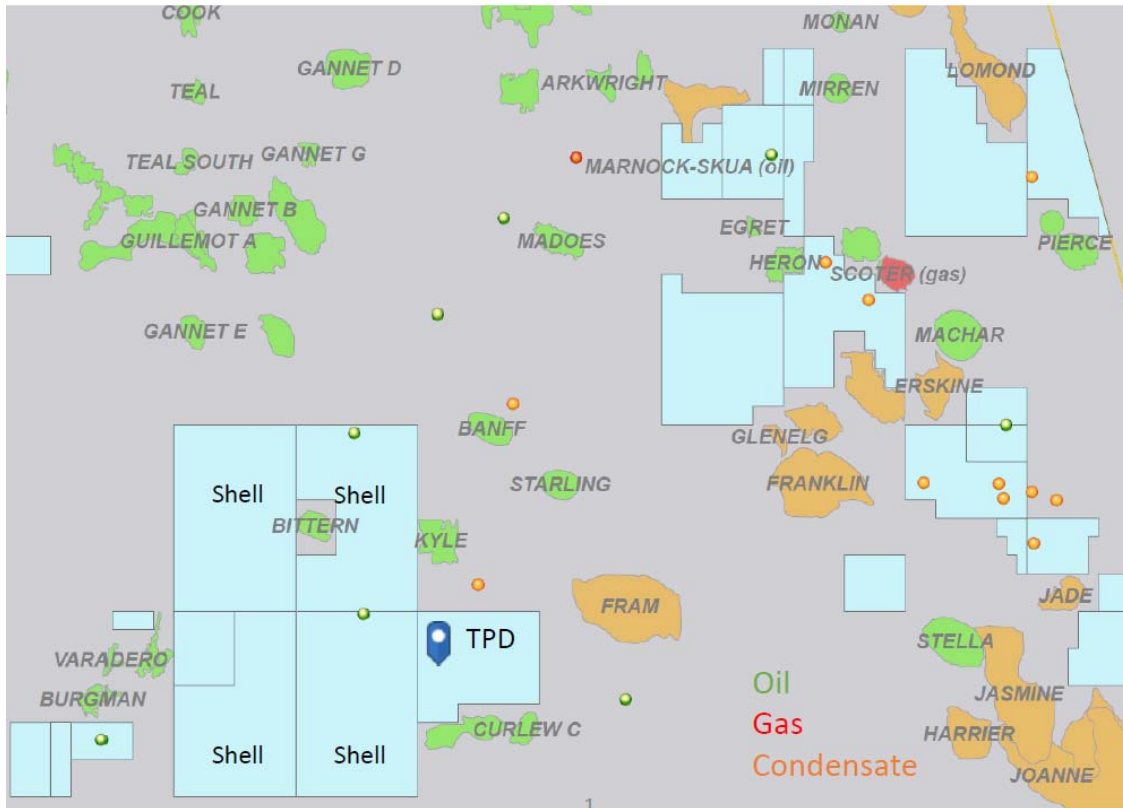 COOK
MONAN
GANNET D
LOMOND
ARKWRIGHT
TEAL
MIRREN
GANNET G
TEAL SOUTH
MARNOCK-SKUA (oil)
GANNET B
EGRET
GUILLEMOT A
MADOES
PIERCE
HERON
SCOTER (gas)
GANNET E
MACHAR
ERSKINE
BANFF
GLENELG
STARLING
FRANKLIN
Shell
Shell
BITTERN
KYLE
JADE
FRAM
TPD
STELLA
VARADERO
Oil
JASMINE
BURGMAN
Gas
CURLEW C
HARRIER
Shell
Shell
Condensate
JOANNE
1